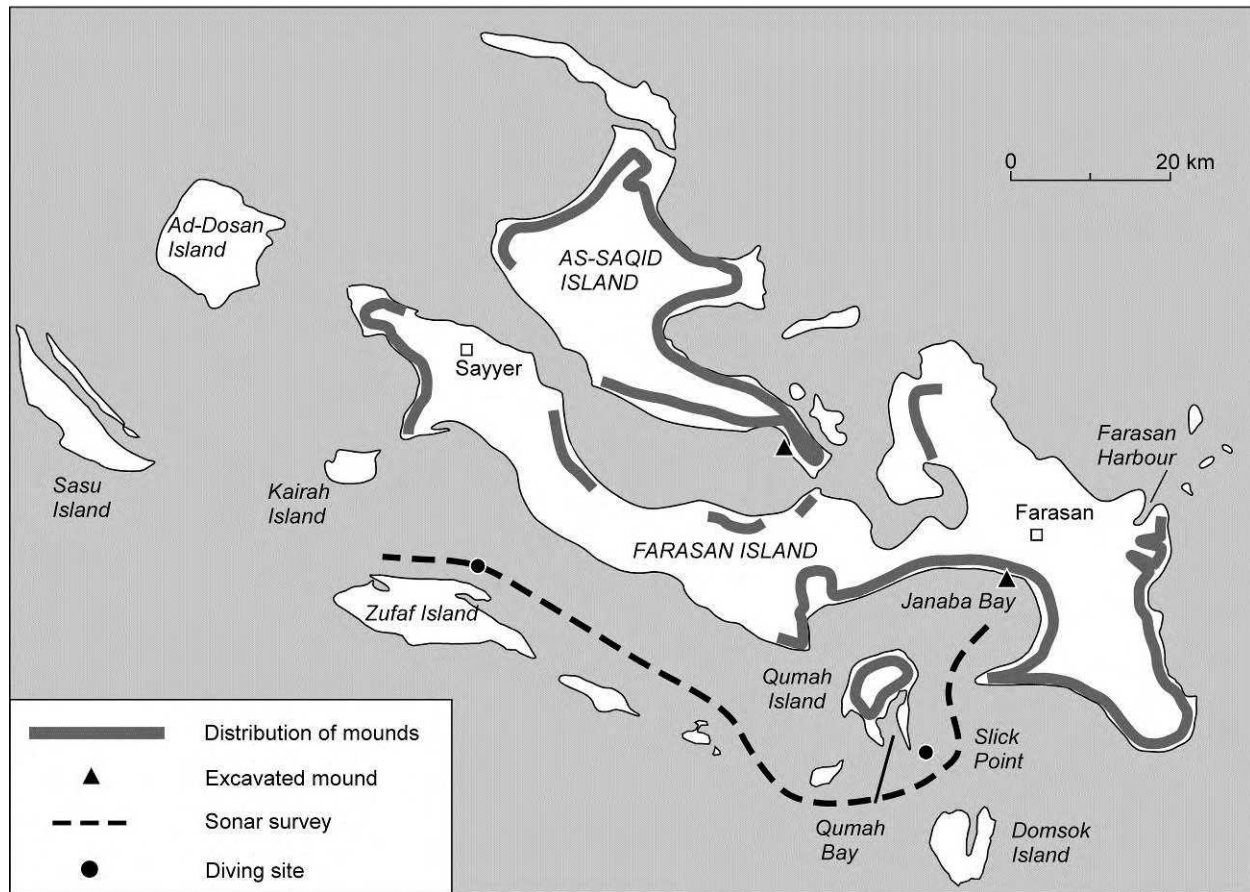 0 20 km
Ad-Dosan
Island
AS-SAQID
ISLAND
Sayyer
Farasan
Harbour
Sasu
Island
Kairah
Island
Farasan
FARASAN ISLAND
Janaba Bay
Zufaf Island
Qumah
Island
Slick
Point
Qumah
Bay
Domsok
Island
Distribution of mounds
Excavated mound
Sonar survey
Diving site